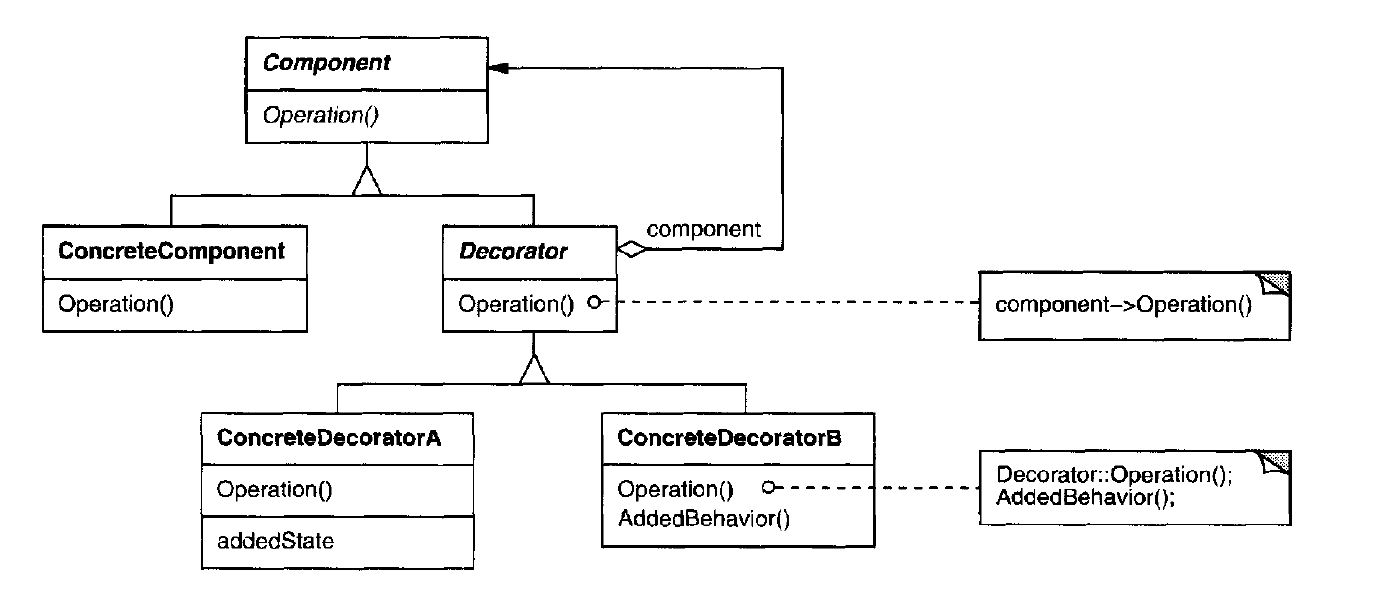 Component
Operation()
ConcreteComponent
Operation()
Decorator
Operation()
component
component–>Operation()
ConcreteDecoratorA
Operation()
addedState
ConcreteDecoratorB
Operation()
AddedBehavior()
Decorator::Operation();
AddedBehavior();